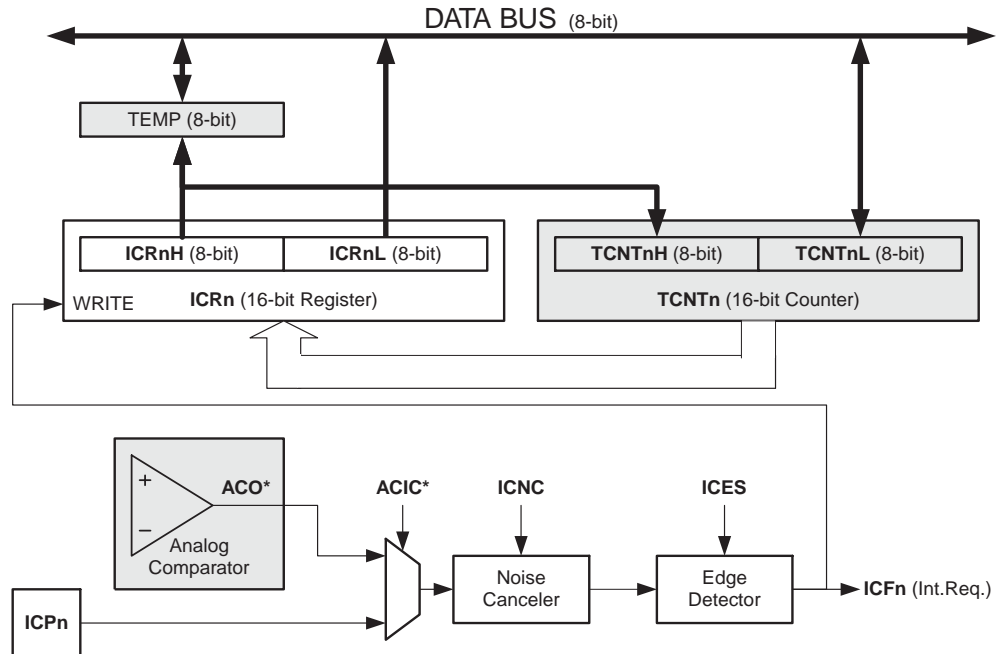 DATA BUS (8-bit)
TEMP (8-bit)
ICRnH (8-bit) ICRnL (8-bit)
TCNTnH (8-bit) TCNTnL (8-bit)
WRITE ICRn (16-bit Register)
TCNTn (16-bit Counter)
+
−
ACO*
Analog
Comparator
ACIC*
ICNC
ICES
Noise
Canceler
Edge
Detector
ICFn (Int.Req.)
ICPn